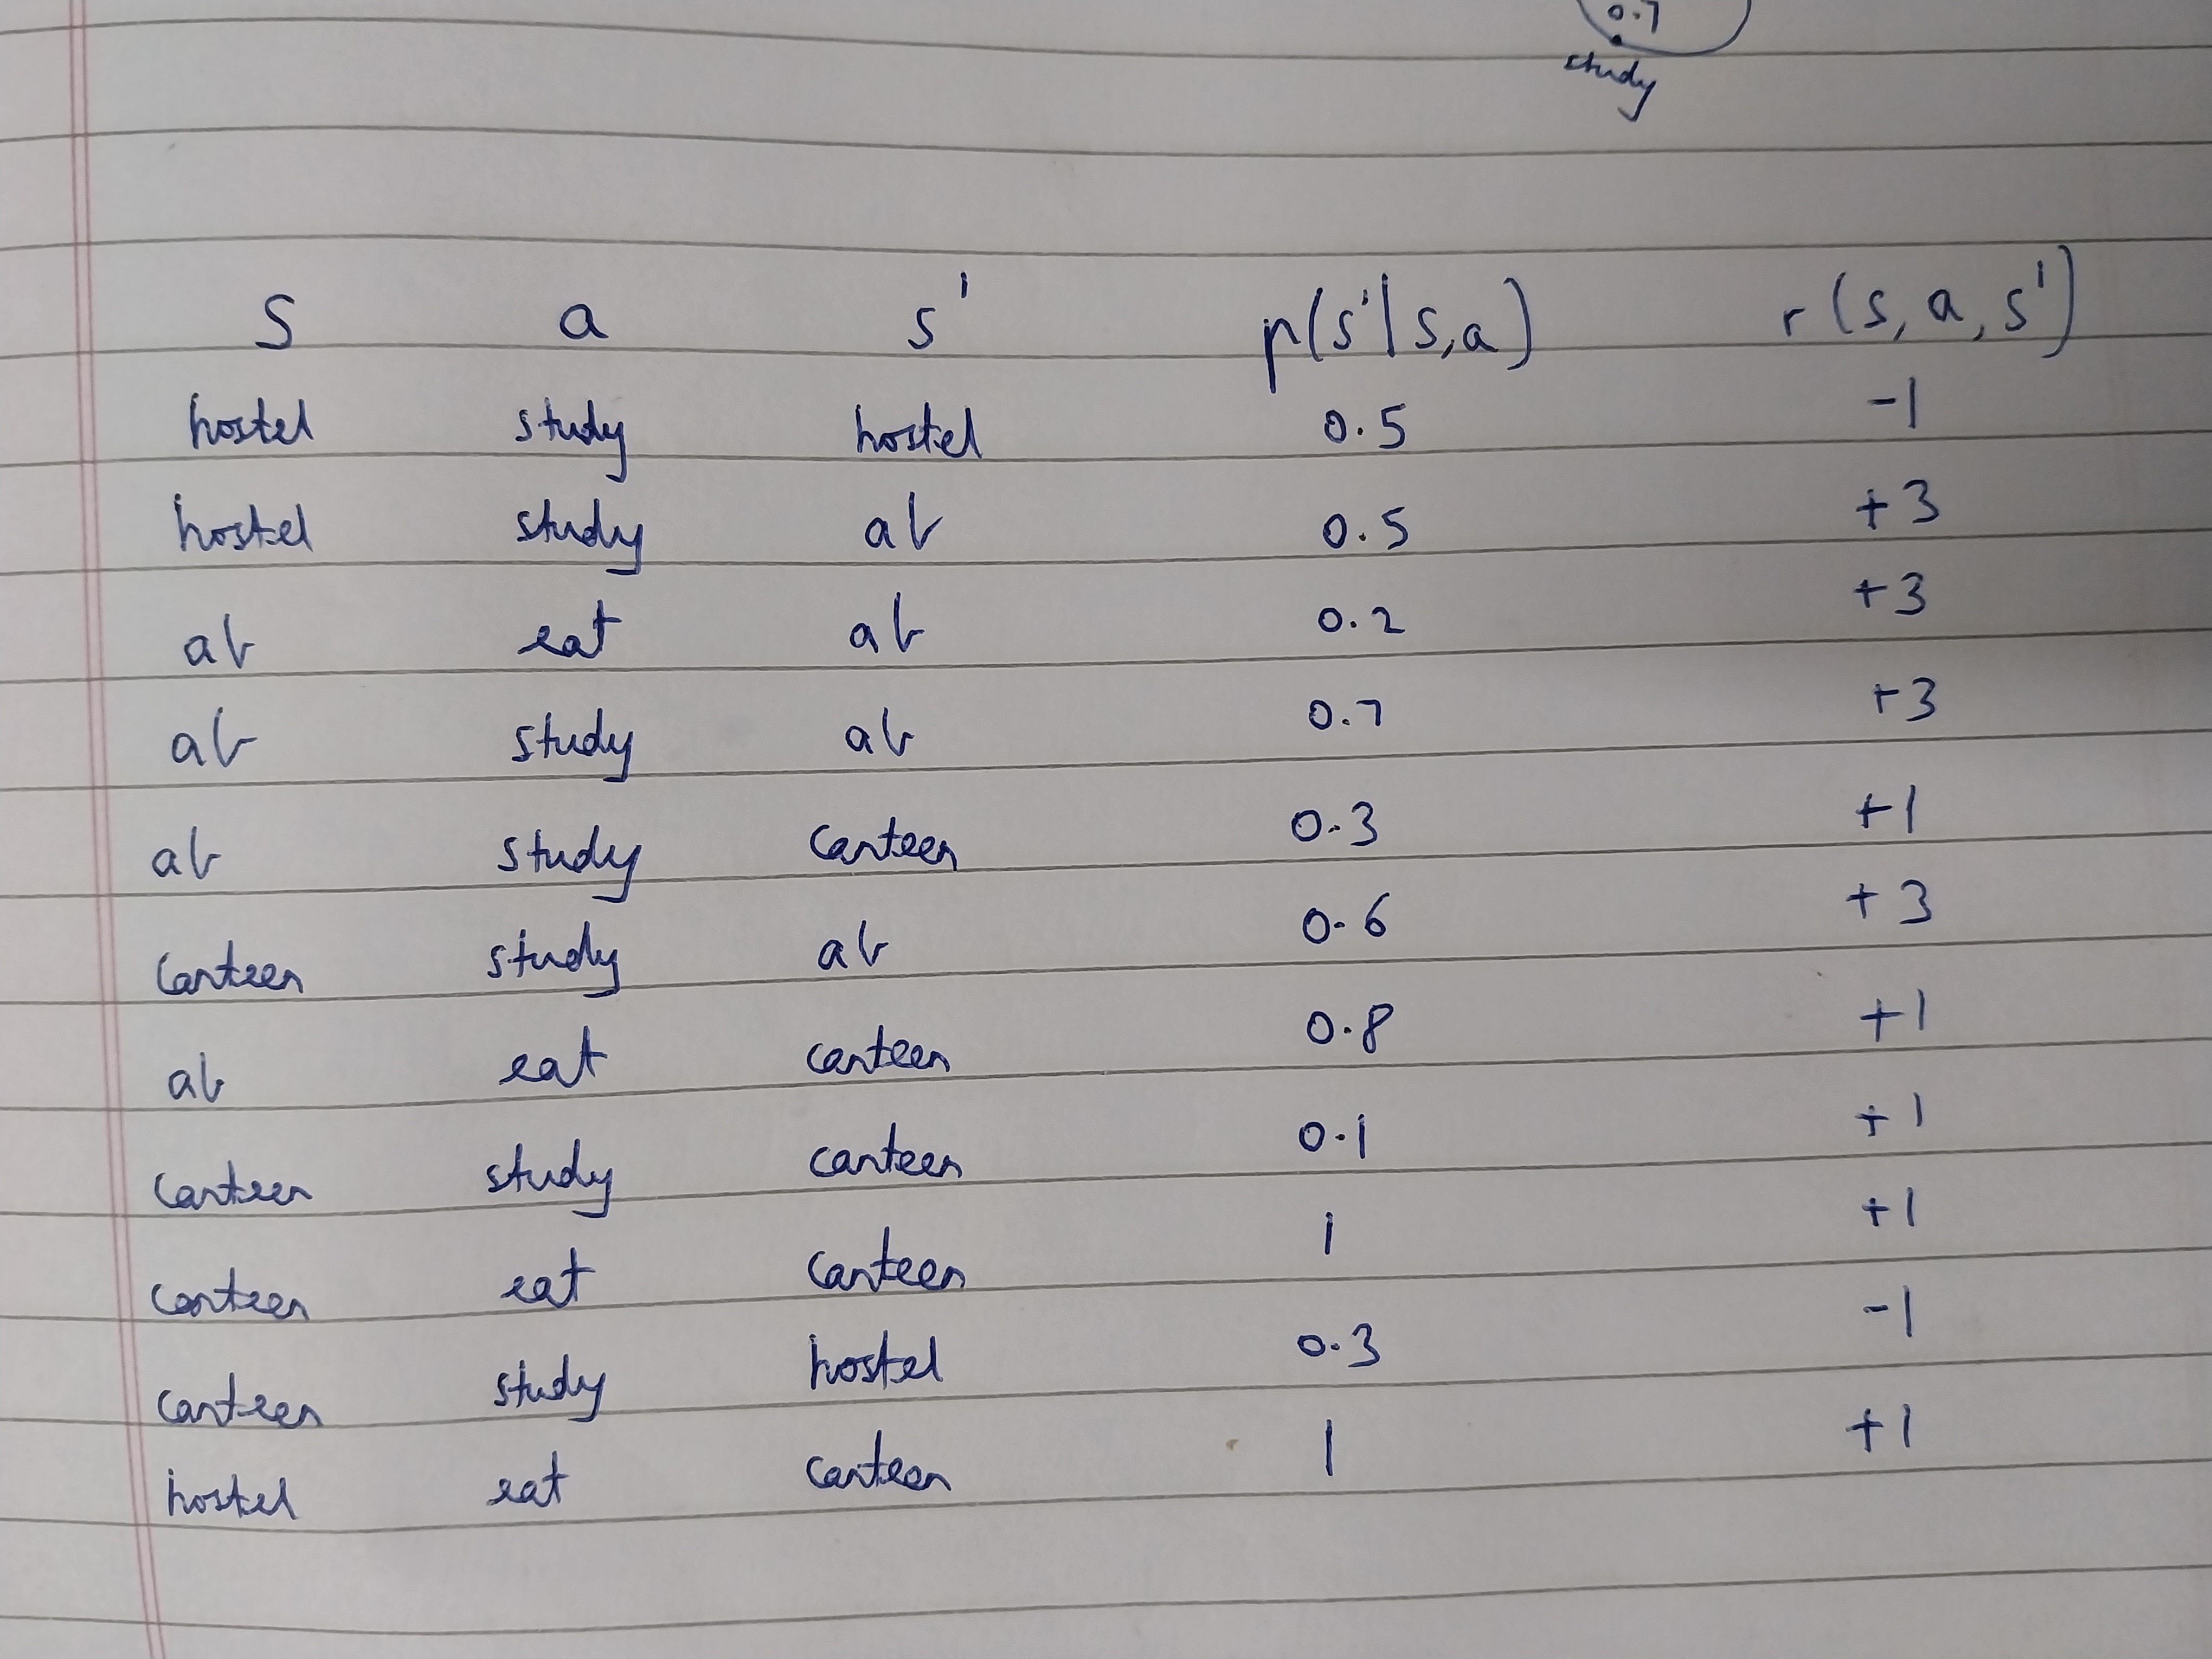 0.7
study
S a s' p(s'|s,a) r(s,a,s')
hostel study hostel 0.5 -1
hostel study ab 0.5 +3
ab eat ab 0.2 +3
ab study ab 0.7 +3
ab study canteen 0.3 +1
canteen study ab 0.6 +3
ab eat canteen 0.8 +1
canteen study canteen 0.1 +1
canteen eat canteen 1 +1
canteen study hostel 0.3 -1
hostel eat canteen 1 +1